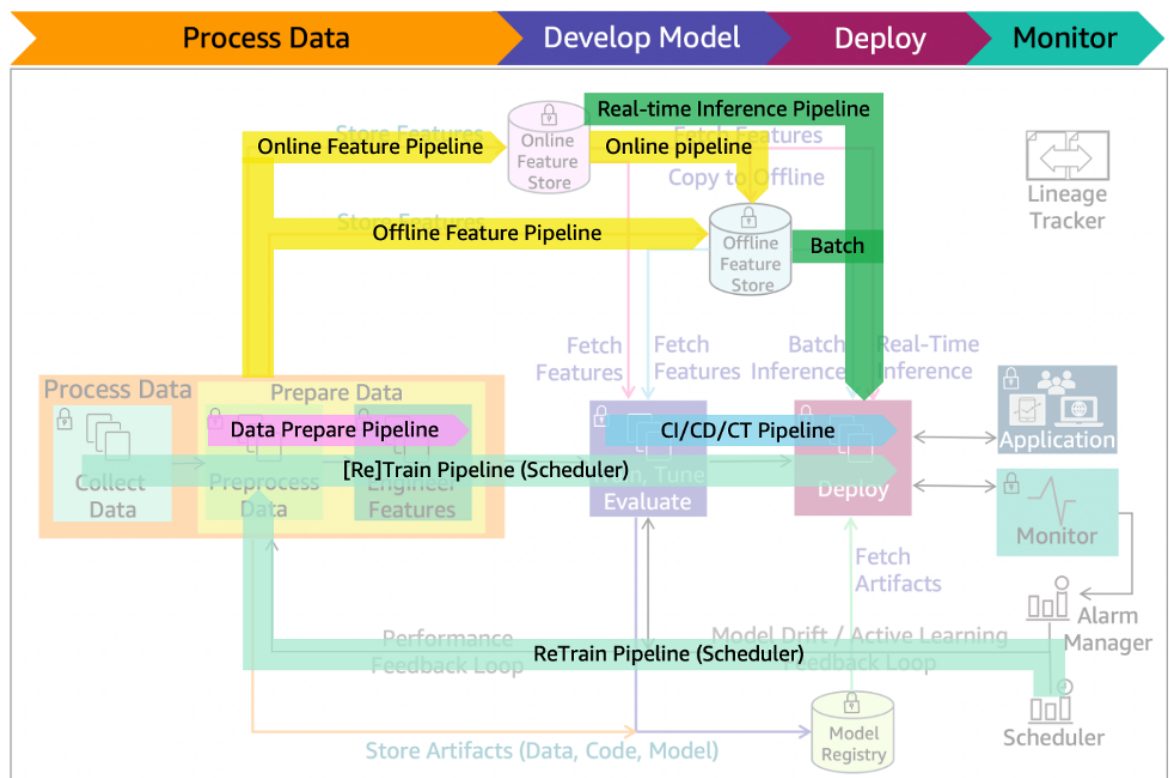 Process Data
Develop Model
Deploy
Monitor
Real-time Inference Pipeline
Store Features
Online Feature Pipeline
Online
Feature
Store
Fetch Features
Online pipeline
Copy to Offline
Lineage
Tracker
Store Features
Offline Feature Pipeline
Offline
Feature
Store
Batch
Fetch
Features
Fetch
Features
Batch
Inference
Real-Time
Inference
Process Data
Prepare Data
Data Prepare Pipeline
CI/CD/CT Pipeline
[Re]Train Pipeline (Scheduler)
Collect
Data
Preprocess
Data
Engineer
Features
Tune
Evaluate
Deploy
Application
Monitor
Fetch
Artifacts
Alarm
Manager
Performance
Feedback Loop
Model Drift / Active Learning
Feedback Loop
ReTrain Pipeline (Scheduler)
Model
Registry
Scheduler
Store Artifacts (Data, Code, Model)